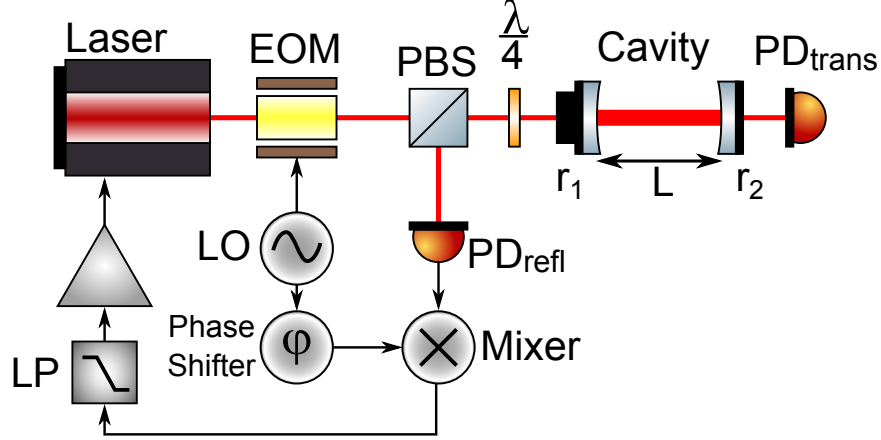 Laser
EOM
PBS
λ
4
Cavity
PDtrans
r1
L
r2
LO
PDrefl
Phase
Shifter
φ
Mixer
LP